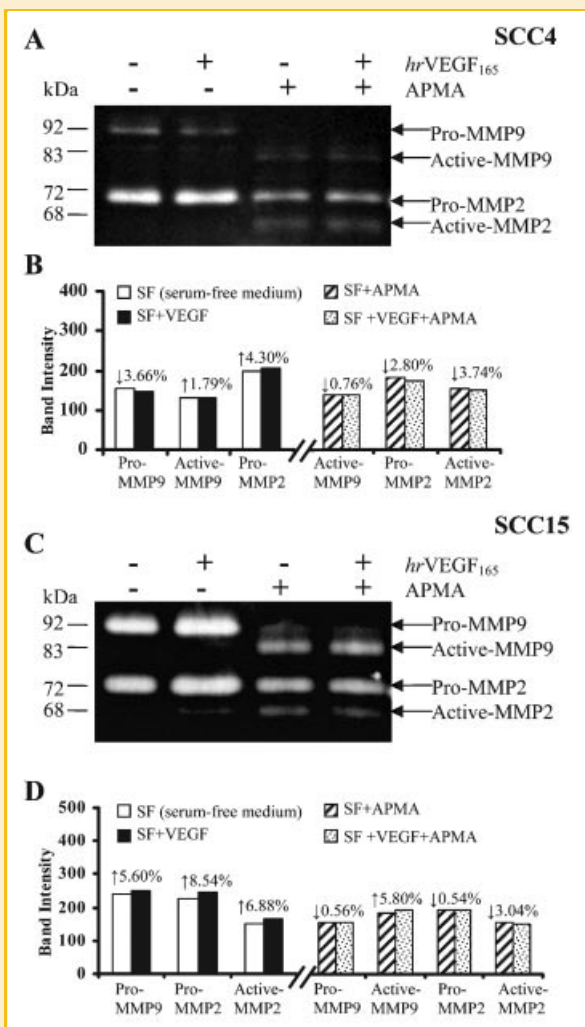 A
SCC4
- + - + hrVEGF165
kDa - - + + APMA
92
Pro-MMP9
83
Active-MMP9
72
Pro-MMP2
68
Active-MMP2
B
SF (serum-free medium) SF+APMA
SF+VEGF SF +VEGF+APMA
Band Intensity
400
300
200
100
0
↓3.66% ↑1.79% ↑4.30% ↓0.76% ↓2.80% ↓3.74%
Pro- Active- Pro- Active- Pro- Active-
MMP9 MMP9 MMP2 MMP9 MMP2 MMP2
SCC15
C
- + - + hrVEGF165
- - + + APMA
kDa
92
Pro-MMP9
83
Active-MMP9
72
Pro-MMP2
68
Active-MMP2
D
SF (serum-free medium) SF+APMA
SF+VEGF SF +VEGF+APMA
Band Intensity
500
400
300
200
100
0
↑5.60% ↑8.54% ↑6.88% ↓0.56% ↑5.80% ↓0.54% ↓3.04%
Pro- Pro- Active- Pro- Active- Pro- Active-
MMP9 MMP2 MMP2 MMP9 MMP9 MMP2 MMP2